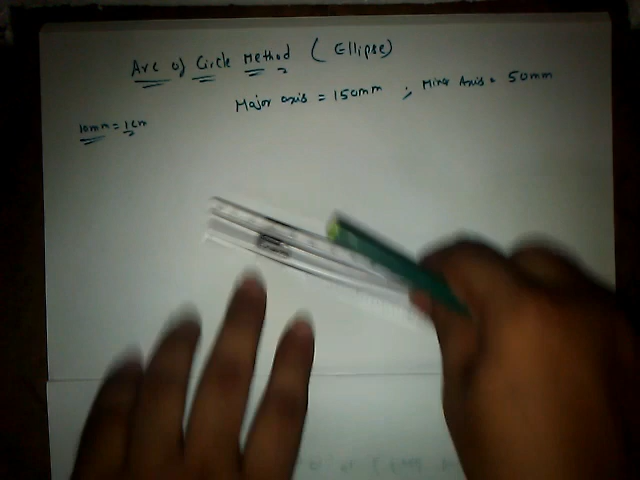 Arc of Circle Method (Ellipse)
Major axis = 150mm ; Minor Axis = 50mm
10mm = 1cm